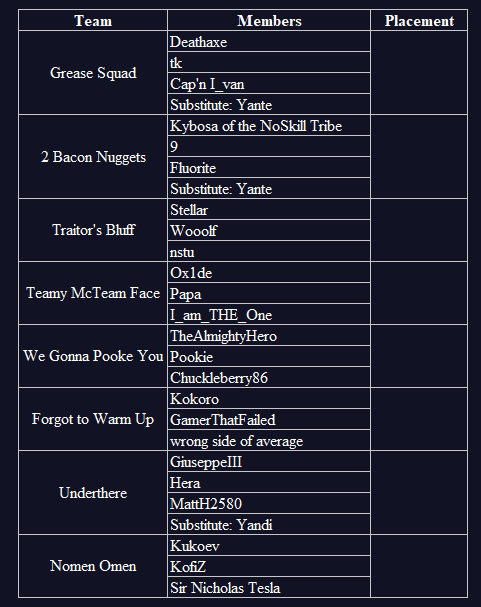 Team Members Placement
Grease Squad
Deathaxe
tk
Cap'n I_van
Substitute: Yante
2 Bacon Nuggets
Kybosa of the NoSkill Tribe
9
Fluorite
Substitute: Yante
Traitor's Bluff
Stellar
Wooolf
nstu
Teamy McTeam Face
Ox1de
Papa
I_am_THE_One
We Gonna Pooke You
TheAlmightyHero
Pookie
Chuckleberry86
Forgot to Warm Up
Kokoro
GamerThatFailed
wrong side of average
Underthere
GiuseppeIII
Hera
MattH2580
Substitute: Yandi
Nomen Omen
Kukoev
KofiZ
Sir Nicholas Tesla